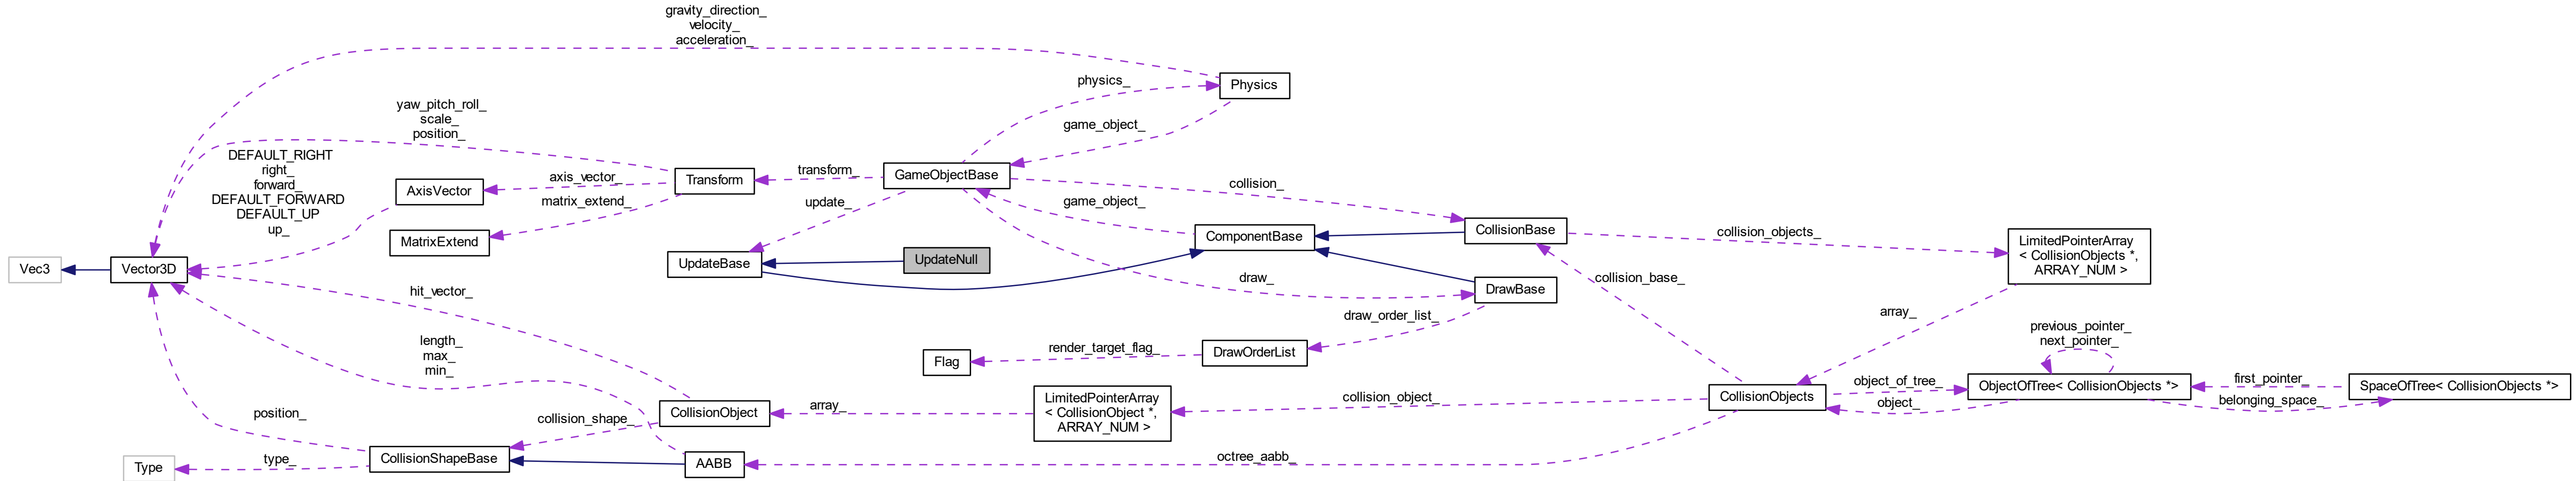 gravity_direction_
velocity_
acceleration_
Physics
physics_
yaw_pitch_roll_
scale_
position_
game_object_
DEFAULT_RIGHT
right_
forward_
DEFAULT_FORWARD
DEFAULT_UP
up_
AxisVector
axis_vector_
Transform
transform_
GameObjectBase
collision_
matrix_extend_
update_
game_object_
MatrixExtend
ComponentBase
CollisionBase
collision_objects_
LimitedPointerArray
< CollisionObjects *,
ARRAY_NUM >
Vec3
Vector3D
UpdateBase
UpdateNull
draw_
collision_base_
DrawBase
hit_vector_
draw_order_list_
array_
length_
max_
min_
Flag
render_target_flag_
DrawOrderList
previous_pointer_
next_pointer_
position_
collision_shape_
CollisionObject
array_
LimitedPointerArray
< CollisionObject *,
ARRAY_NUM >
collision_object_
CollisionObjects
object_of_tree_
object_
ObjectOfTree< CollisionObjects *>
first_pointer_
belonging_space_
SpaceOfTree< CollisionObjects *>
Type
type_
CollisionShapeBase
AABB
octree_aabb_